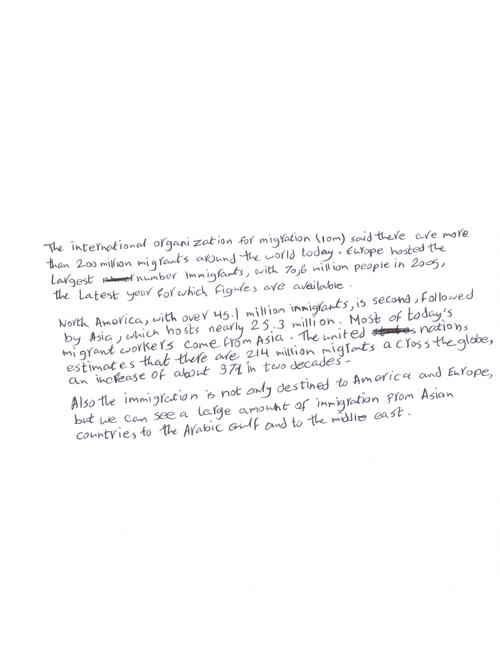 The international organization for migration (iom) said there are more
than 200 million migrants around the world today. Europe hosted the
largest number immigrants, with 70,6 million people in 2005,
the latest year for which figures are available.
North America, with over 45.1 million immigrants, is second, followed
by Asia, which hosts nearly 25.3 million. Most of today's
migrant workers come from Asia. The united nations
estimates that there are 214 million migrants across the globe,
an increase of about 37% in two decades.
Also the immigration is not only destined to America and Europe,
but we can see a large amount of immigration from Asian
countries to the Arabic Gulf and to the middle east.